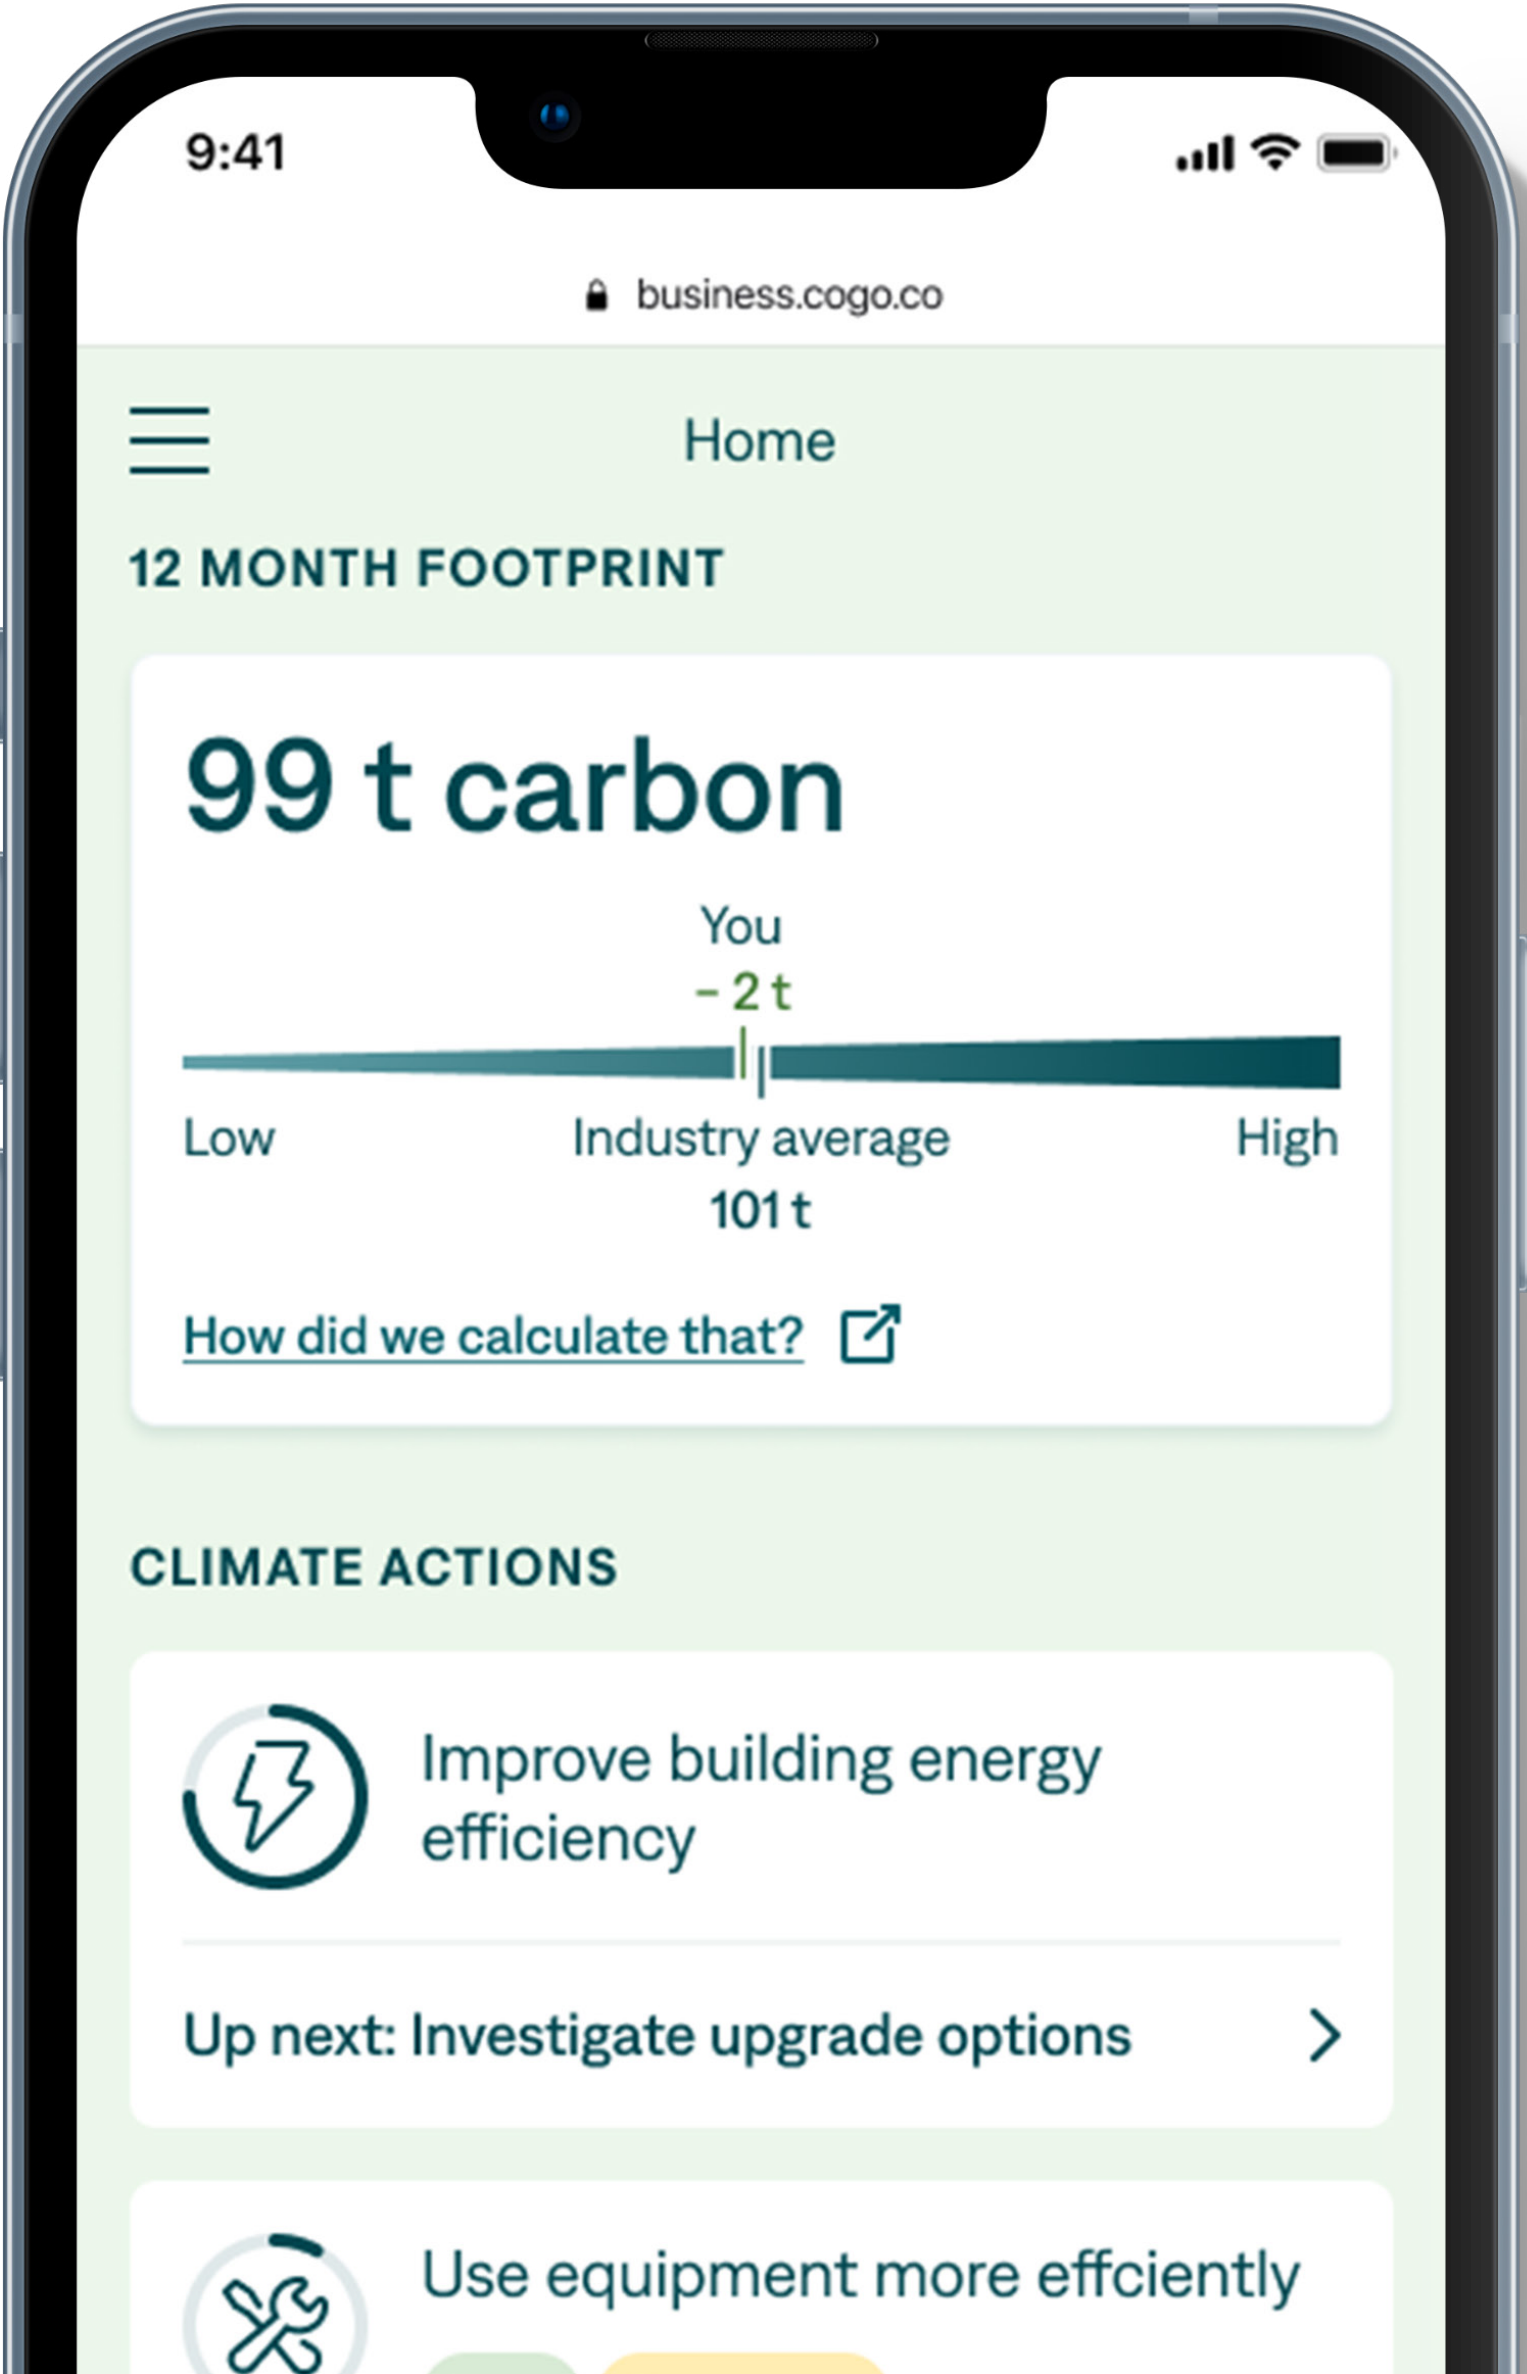 9:41
business.cogo.co
Home
12 MONTH FOOTPRINT
99 t carbon
You
– 2 t
Low
Industry average
High
101 t
How did we calculate that?
CLIMATE ACTIONS
Improve building energy
efficiency
Up next: Investigate upgrade options
Use equipment more effciently